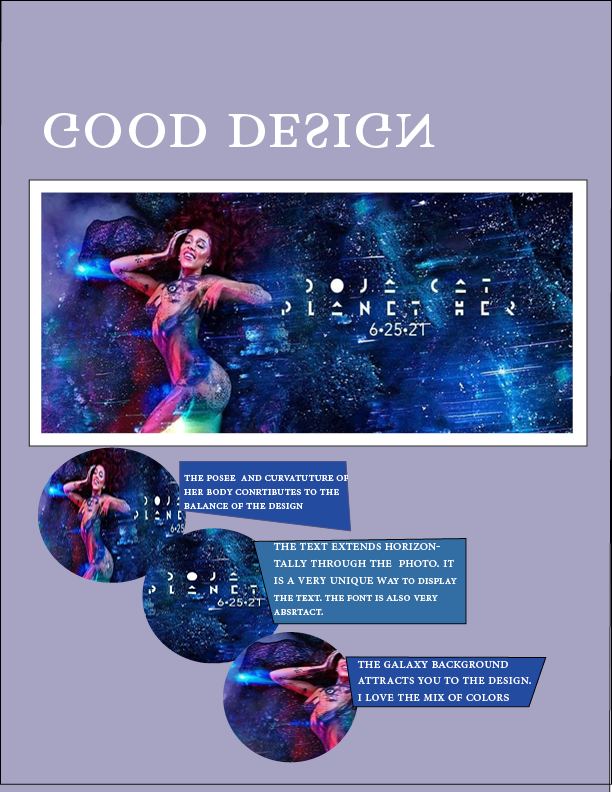 GOOD DESIGN
DOJA CAT
PLANET HER
6•25•21
THE POSEE AND CURVATUTURE OF
HER BODY CONRTIBUTES TO THE
BALANCE OF THE DESIGN
DOJA
PLANE
6•25
DOJA
PLANET
6•25•21
THE TEXT EXTENDS HORIZON-
TALLY THROUGH THE PHOTO. IT
IS A VERY UNIQUE WAY TO DISPLAY
THE TEXT. THE FONT IS ALSO VERY
ABSRTACT.
THE GALAXY BACKGROUND
ATTRACTS YOU TO THE DESIGN.
I LOVE THE MIX OF COLORS